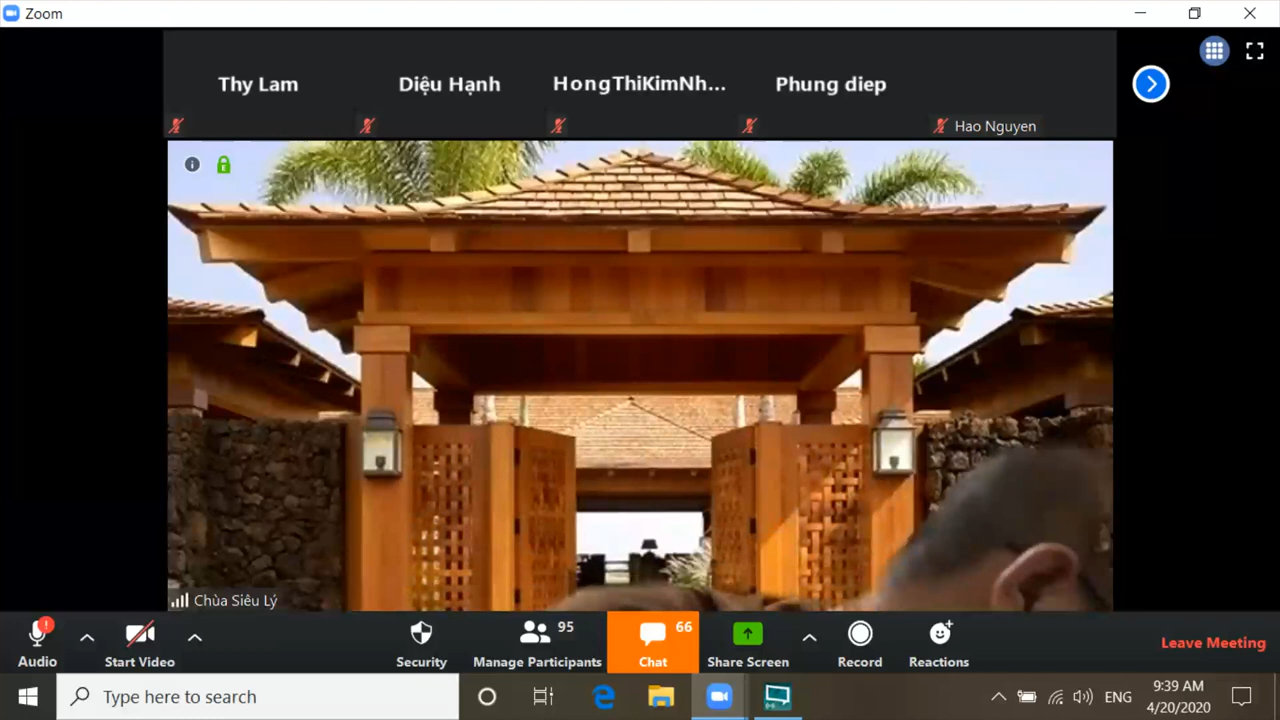 Zoom
Thy Lam
Diệu Hạnh
HongThiKimNh...
Phung diep
Hao Nguyen
Chùa Siêu Lý
95
66
Audio
Start Video
Security
Manage Participants
Chat
Share Screen
Record
Reactions
Leave Meeting
Type here to search
ENG
9:39 AM
4/20/2020